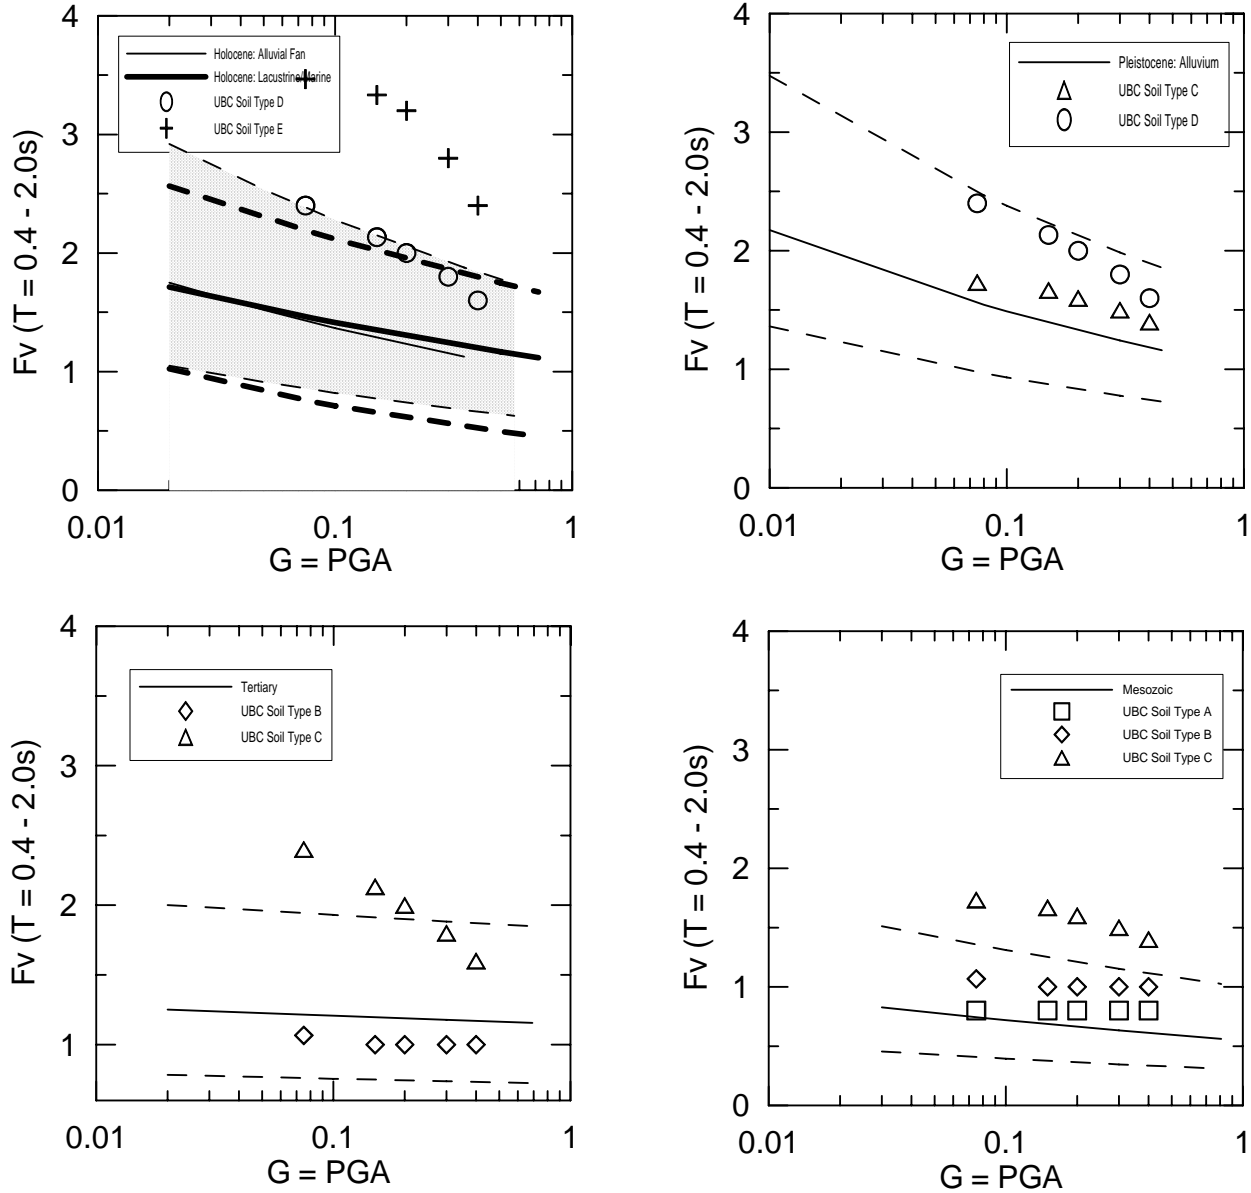 4
3
2
1
0
0.01
0.1
1
G = PGA
Fv (T = 0.4 - 2.0s)
Holocene: Alluvial Fan
Holocene: Lacustrine/Marine
UBC Soil Type D
UBC Soil Type E
4
3
2
1
0
0.01
0.1
1
G = PGA
Fv (T = 0.4 - 2.0s)
Pleistocene: Alluvium
UBC Soil Type C
UBC Soil Type D
4
3
2
1
0.01
0.1
1
G = PGA
Fv (T = 0.4 - 2.0s)
Tertiary
UBC Soil Type B
UBC Soil Type C
4
3
2
1
0
0.01
0.1
1
G = PGA
Fv (T = 0.4 - 2.0s)
Mesozoic
UBC Soil Type A
UBC Soil Type B
UBC Soil Type C